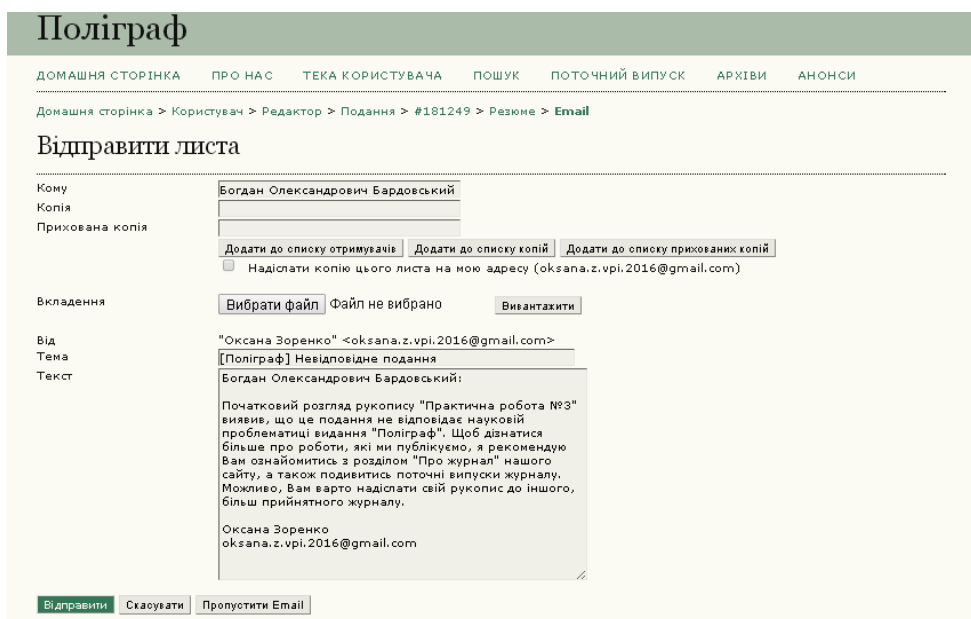 Поліграф
ДОМАШНЯ СТОРІНКА ПРО НАС ТЕКА КОРИСТУВАЧА ПОШУК ПОТОЧНИЙ ВИПУСК АРХІВИ АНОНСИ
Домашня сторінка > Користувач > Редактор > Подання > #181249 > Резюме > Email
Відправити листа
Кому Богдан Олександрович Бардовський
Копія
Прихована копія
Додати до списку отримувачів Додати до списку копій Додати до списку прихованих копій
Надіслати копію цього листа на мою адресу (oksana.z.vpi.2016@gmail.com)
Вкладення Вибрати файл Файл не вибрано Вивантажити
Від "Оксана Зоренко" <oksana.z.vpi.2016@gmail.com>
Тема [Поліграф] Невідповідне подання
Текст Богдан Олександрович Бардовський:
Початковий розгляд рукопису "Практична робота №3"
виявив, що це подання не відповідає науковій
проблематиці видання "Поліграф". Щоб дізнатися
більше про роботи, які ми публікуємо, я рекомендую
Вам ознайомитись з розділом "Про журнал" нашого
сайту, а також подивитись поточні випуски журналу.
Можливо, Вам варто надіслати свій рукопис до іншого,
більш прийнятного журналу.
Оксана Зоренко
oksana.z.vpi.2016@gmail.com
Відправити Скасувати Пропустити Email